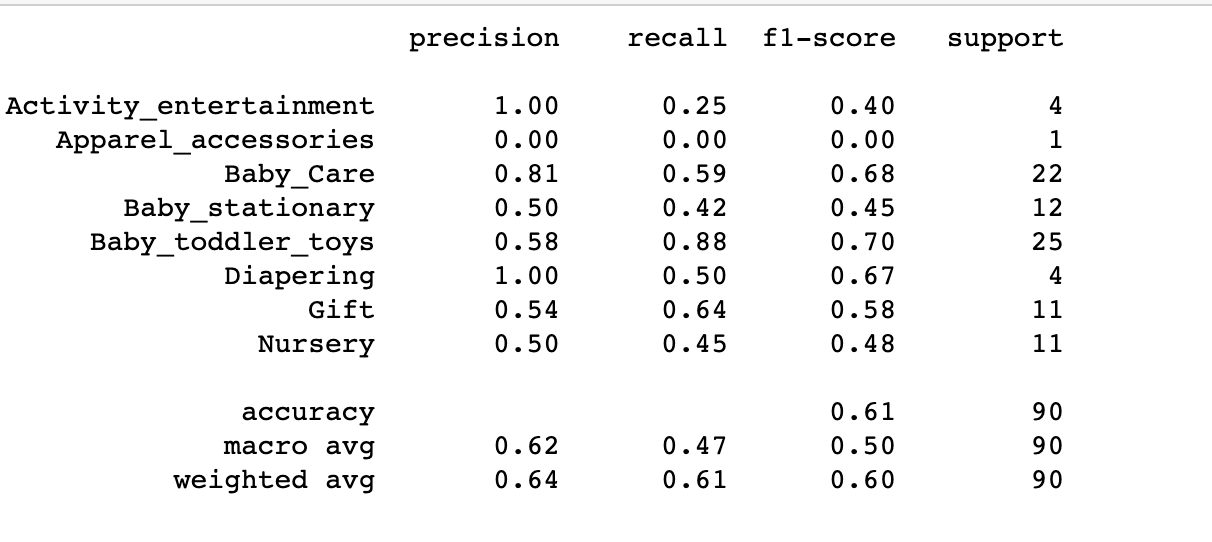 precision recall f1-score support
Activity_entertainment 1.00 0.25 0.40 4
Apparel_accessories 0.00 0.00 0.00 1
Baby_Care 0.81 0.59 0.68 22
Baby_stationary 0.50 0.42 0.45 12
Baby_toddler_toys 0.58 0.88 0.70 25
Diapering 1.00 0.50 0.67 4
Gift 0.54 0.64 0.58 11
Nursery 0.50 0.45 0.48 11
accuracy 0.61 90
macro avg 0.62 0.47 0.50 90
weighted avg 0.64 0.61 0.60 90